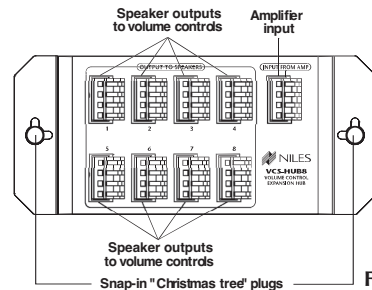 Speaker outputs
to volume controls
Amplifier
input
OUTPUT TO SPEAKERS
INPUT FROM AMP
1 2 3 4
5 6 7 8
NILES
VCS-HUB8
VOLUME CONTROL
EXPANSION HUB
Speaker outputs
to volume controls
Snap-in "Christmas tree" plugs
F